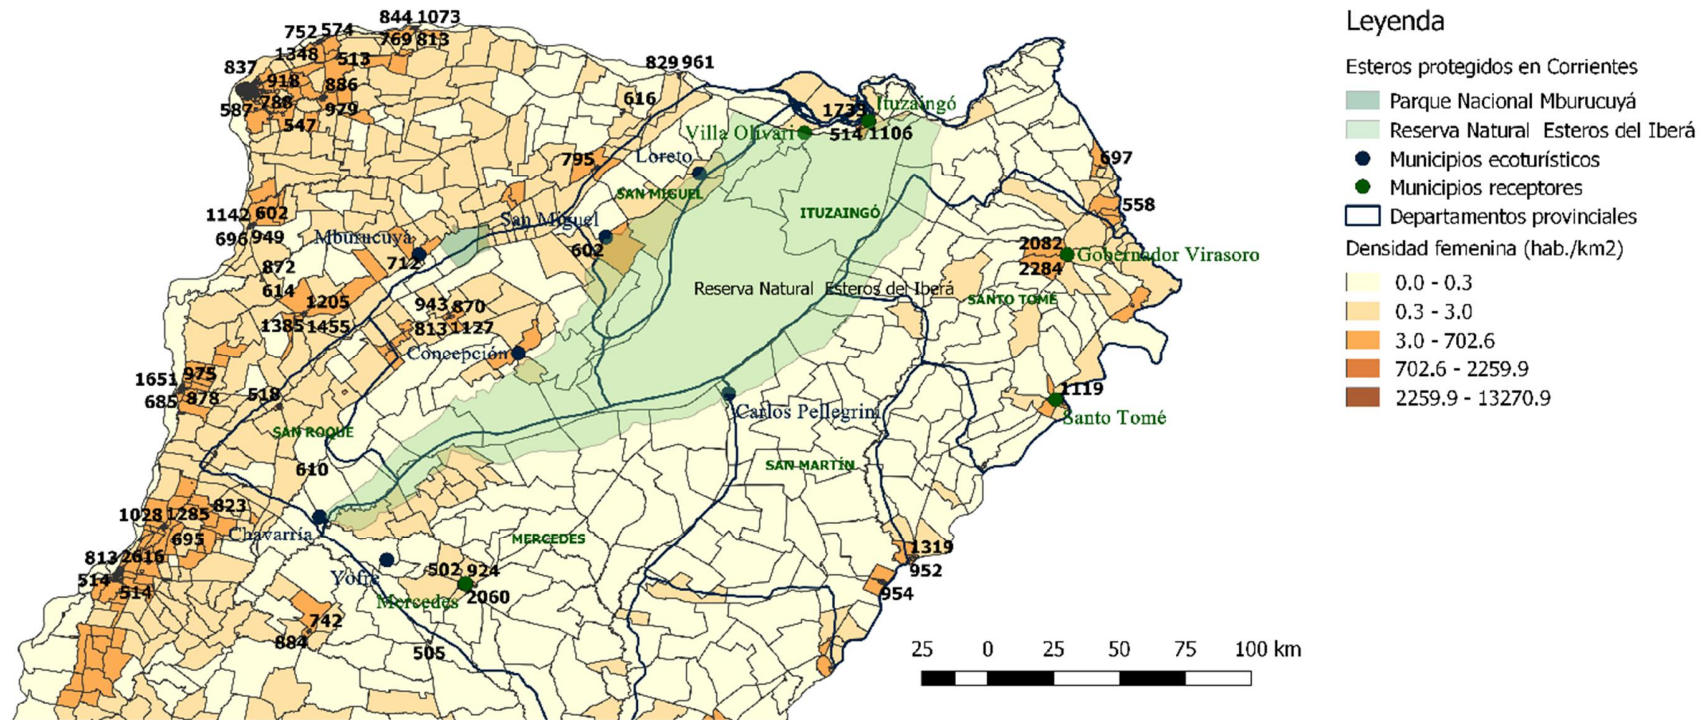 844 1073
752 574
769 813
1348 513
837
918
886
788
587
979
547
829 961
616
1733
Ituzaingó
Villa Olivari
514 1106
795
Loreto
697
SAN MIGUEL
1142 602
San Miguel
ITUZAINGÓ
558
696 949
Mburucuyá
602
2082
712
Gobernador Virasoro
872
2284
614
1205
943 870
Reserva Natural Esteros del Iberá
SANTO TOMÉ
1385 1455
813 1127
Concepción
1651 975
685 878
518
1119
Carlos Pellegrini
Santo Tomé
SAN ROQUE
610
SAN MARTÍN
823
1028 1285
Chavarría
695
MERCEDES
1319
813 2616
502 924
952
514
514
Yofre
Mercedes
2060
954
742
884
505
Leyenda
Esteros protegidos en Corrientes
Parque Nacional Mburucuyá
Reserva Natural Esteros del Iberá
Municipios ecoturísticos
Municipios receptores
Departamentos provinciales
Densidad femenina (hab./km2)
0.0 - 0.3
0.3 - 3.0
3.0 - 702.6
702.6 - 2259.9
2259.9 - 13270.9
25 0 25 50 75 100 km